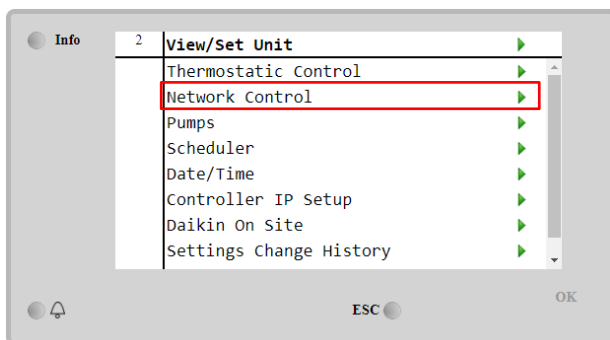 Info
2 View/Set Unit
Thermostatic Control
Network Control
Pumps
Scheduler
Date/Time
Controller IP Setup
Daikin On Site
Settings Change History
ESC
OK